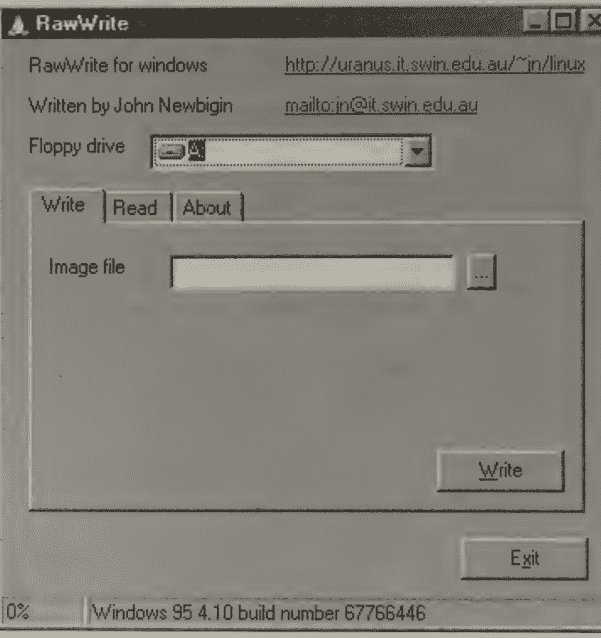 RawWrite
RawWrite for windows http://uranus.it.swin.edu.au/~jn/linux
Written by John Newbigin mailto:jn@it.swin.edu.au
Floppy drive A:
Write Read About
Image file ...
Write
Exit
0% Windows 95 4.10 build number 67766446